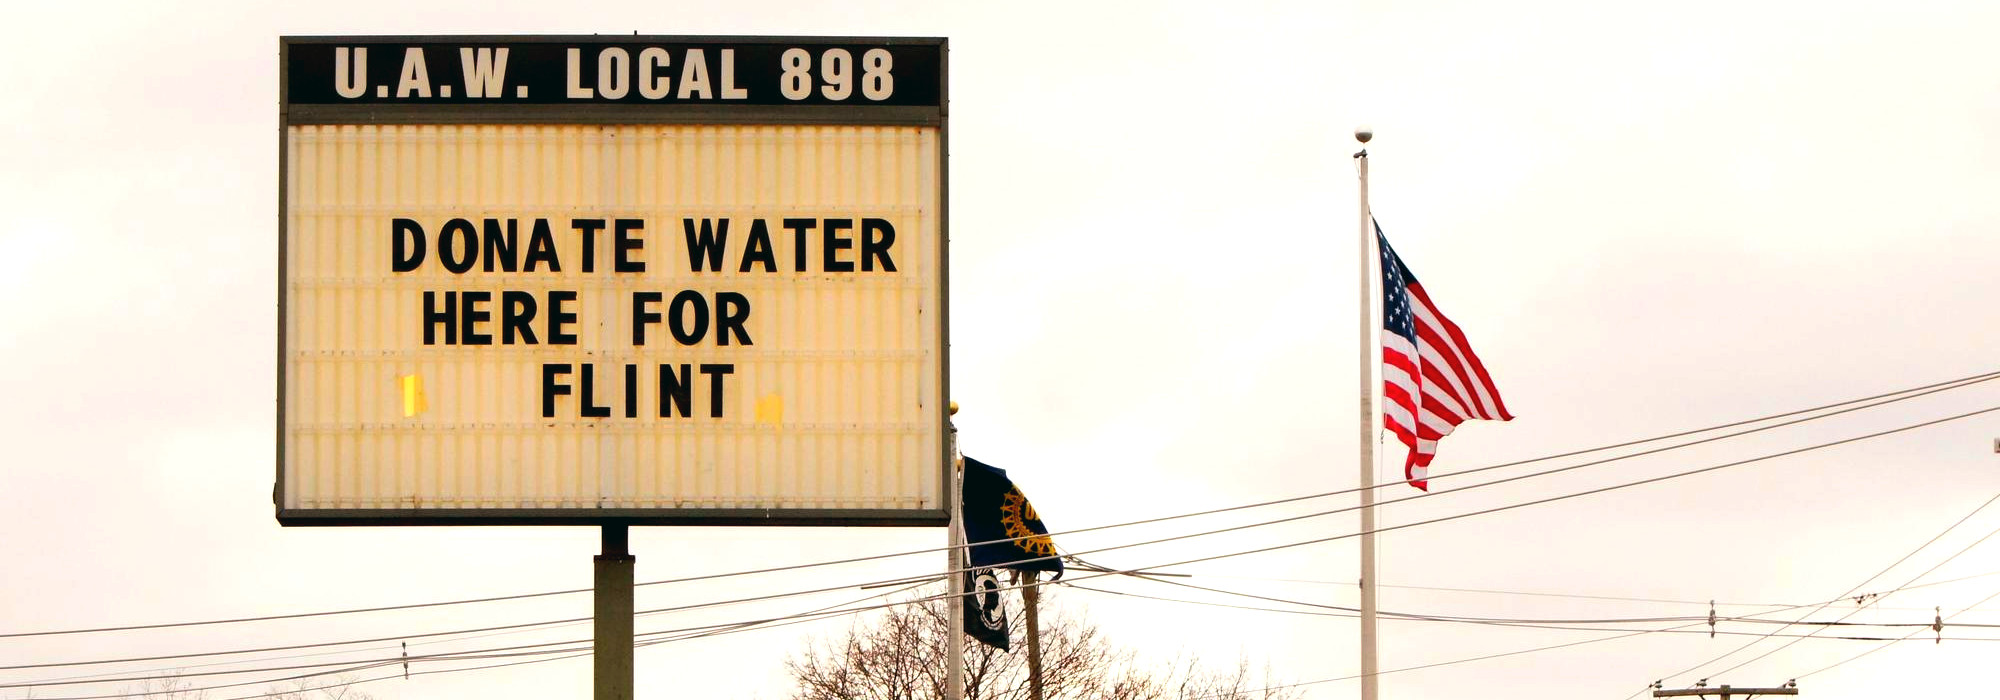 U.A.W. LOCAL 898
DONATE WATER
HERE FOR
FLINT